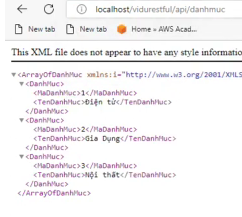 localhost/vidurestful/api/danhmuc
New tab New tab Home » AWS Acad...
This XML file does not appear to have any style informatio
▼<ArrayOfDanhMuc xmlns:i="http://www.w3.org/2001/XMLS
▼<DanhMuc>
<MaDanhMuc>1</MaDanhMuc>
<TenDanhMuc>Điện tử</TenDanhMuc>
</DanhMuc>
▼<DanhMuc>
<MaDanhMuc>2</MaDanhMuc>
<TenDanhMuc>Gia Dụng</TenDanhMuc>
</DanhMuc>
▼<DanhMuc>
<MaDanhMuc>3</MaDanhMuc>
<TenDanhMuc>Nội thất</TenDanhMuc>
</DanhMuc>
</ArrayOfDanhMuc>